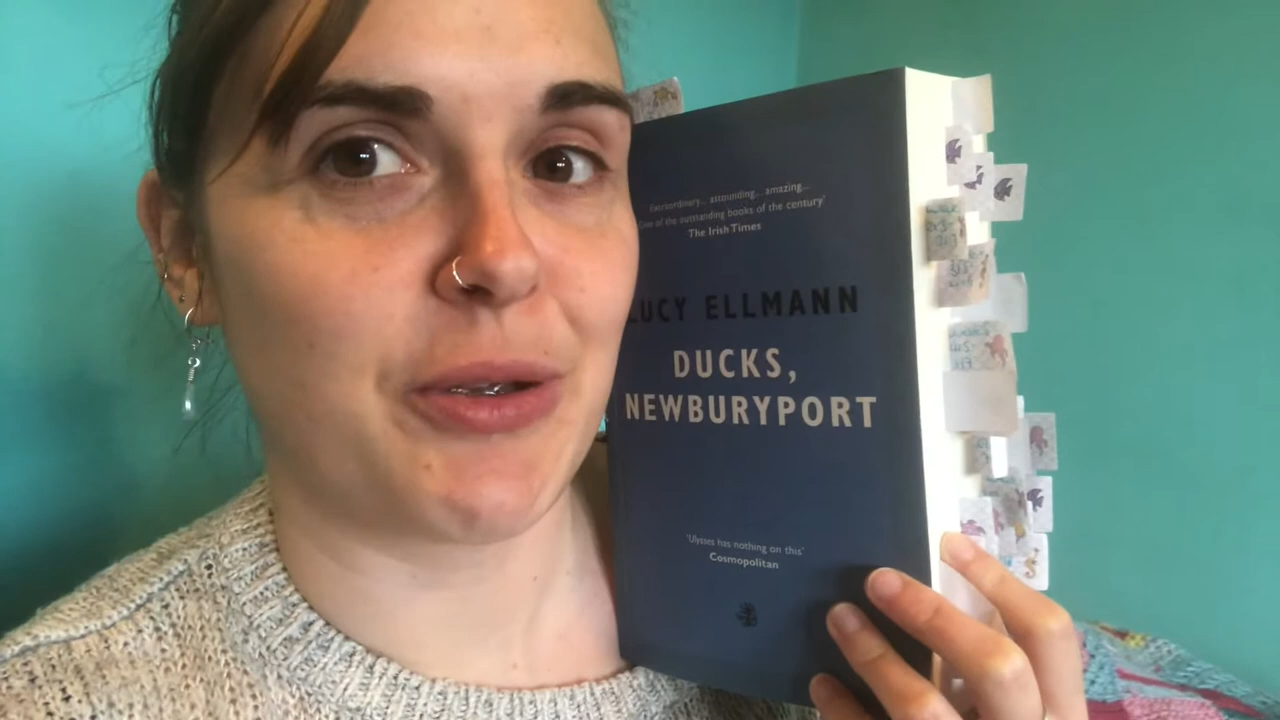 Extraordinary... astounding... amazing...
One of the outstanding books of the century'
The Irish Times
LUCY ELLMANN
DUCKS,
NEWBURYPORT
'Ulysses has nothing on this'
Cosmopolitan